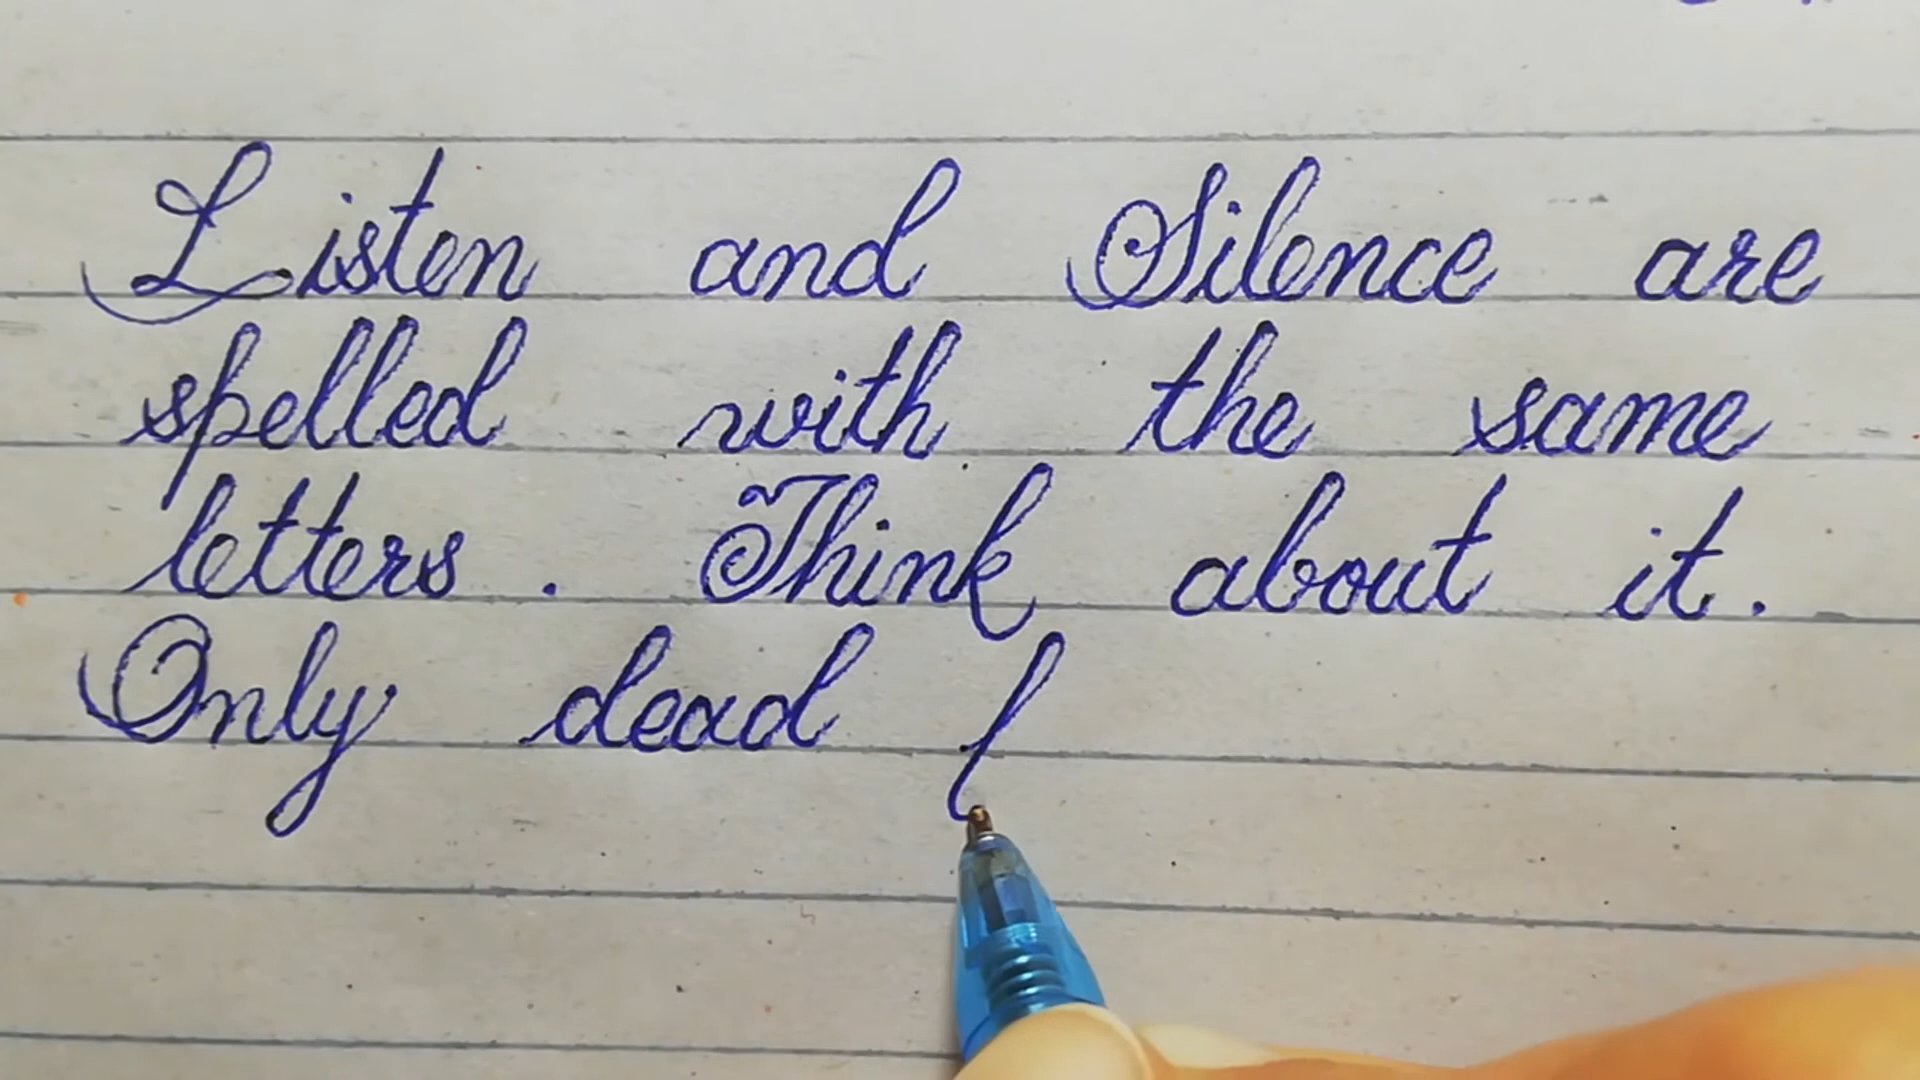 Listen and Silence are
spelled with the same
letters. Think about it.
Only dead